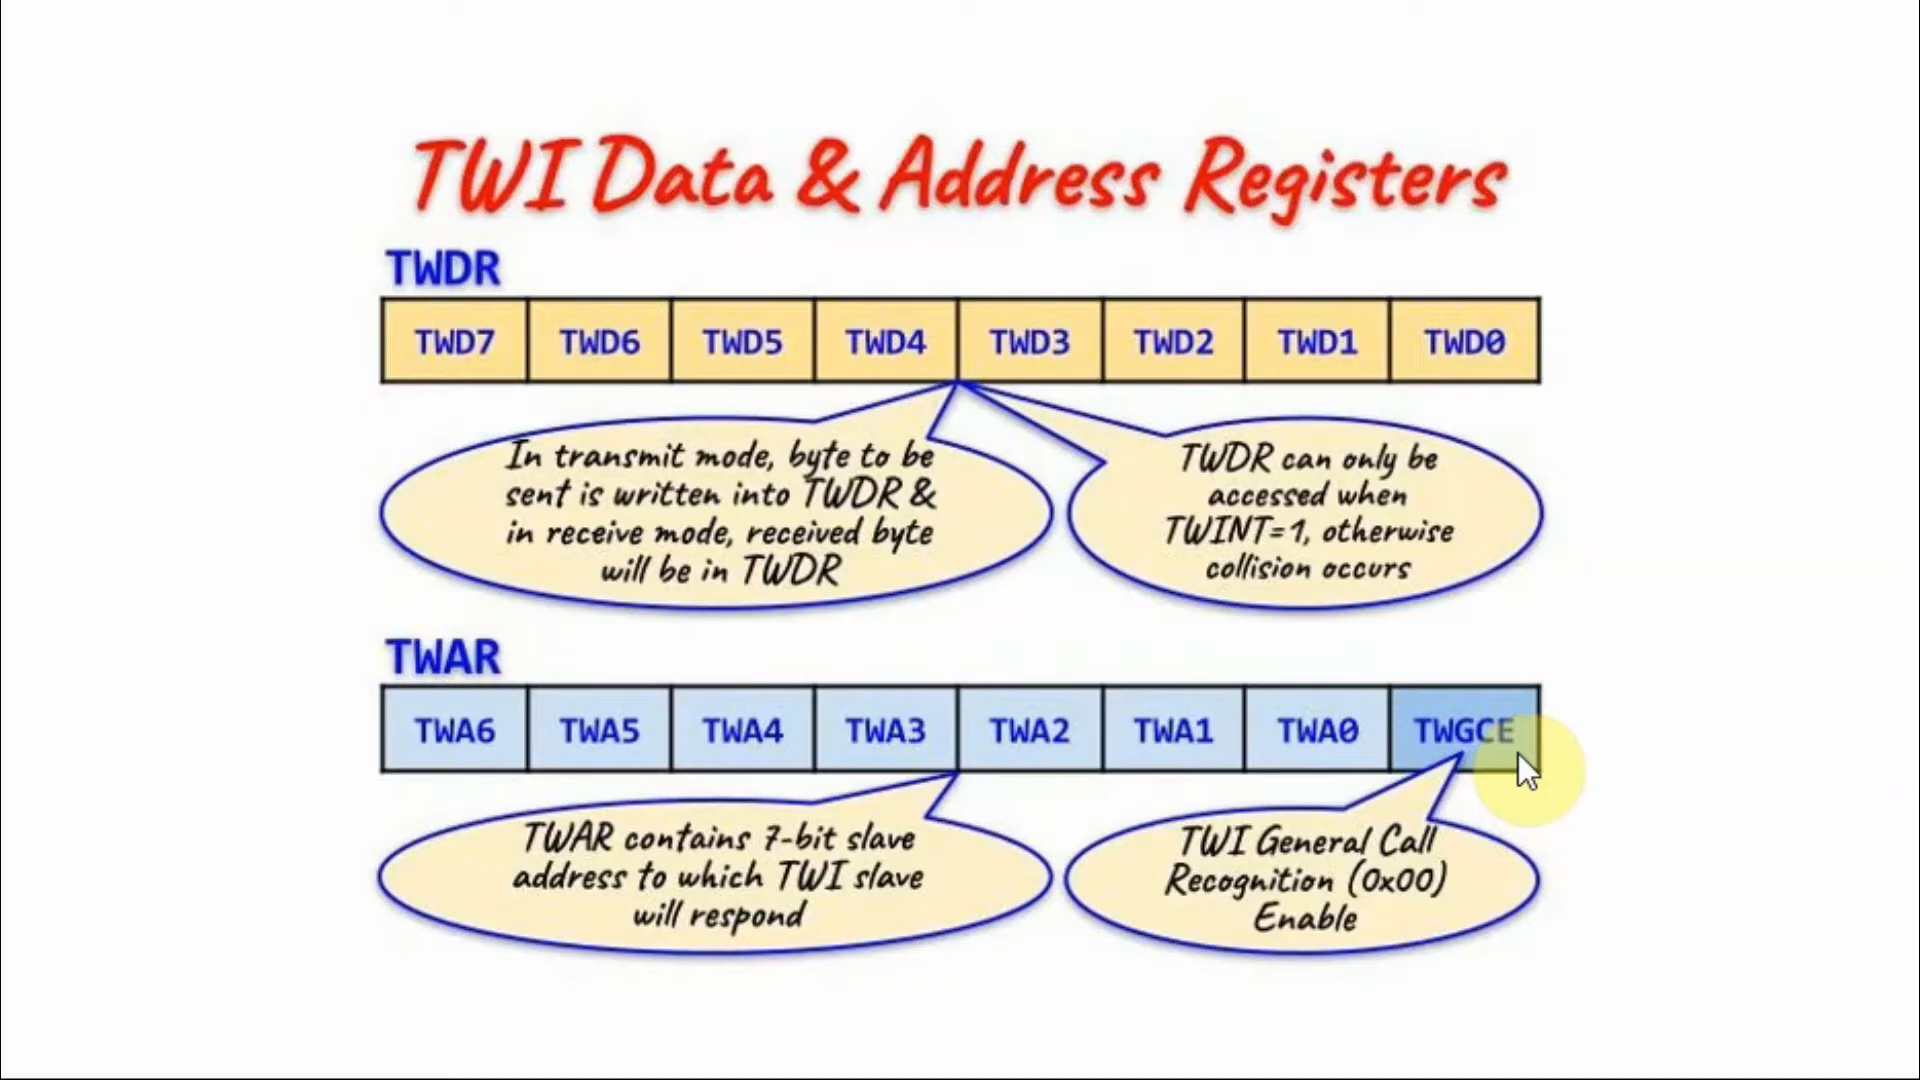 TWI Data & Address Registers
TWDR
TWD7 TWD6 TWD5 TWD4 TWD3 TWD2 TWD1 TWD0
In transmit mode, byte to be
sent is written into TWDR &
in receive mode, received byte
will be in TWDR
TWDR can only be
accessed when
TWINT=1, otherwise
collision occurs
TWAR
TWA6 TWA5 TWA4 TWA3 TWA2 TWA1 TWA0 TWGCE
TWAR contains 7-bit slave
address to which TWI slave
will respond
TWI General Call
Recognition (0x00)
Enable